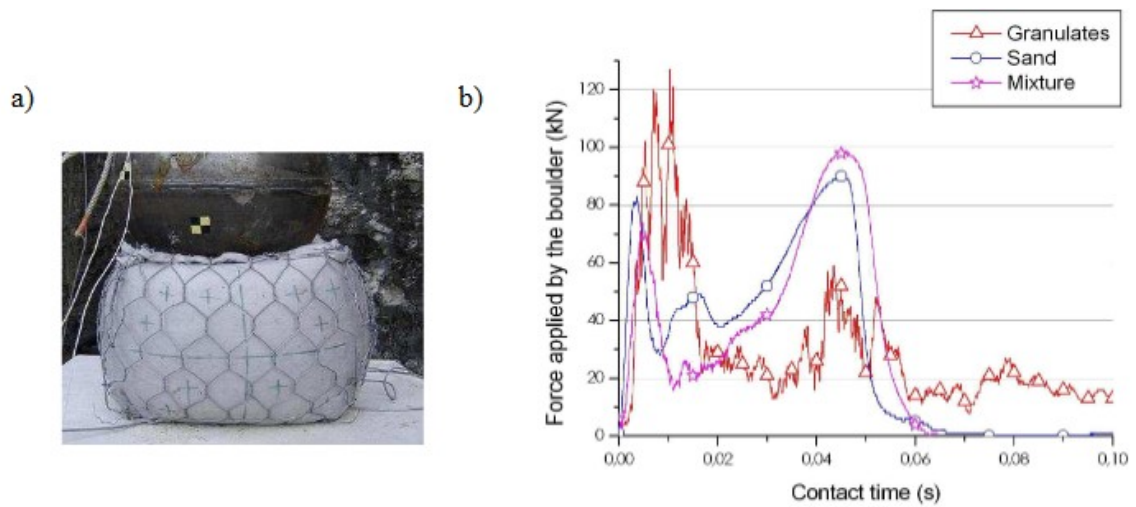 a)
b)
Granulates
Sand
Mixture
Force applied by the boulder (kN)
120
100
80
60
40
20
0
0,00 0,02 0,04 0,06 0,08 0,10
Contact time (s)